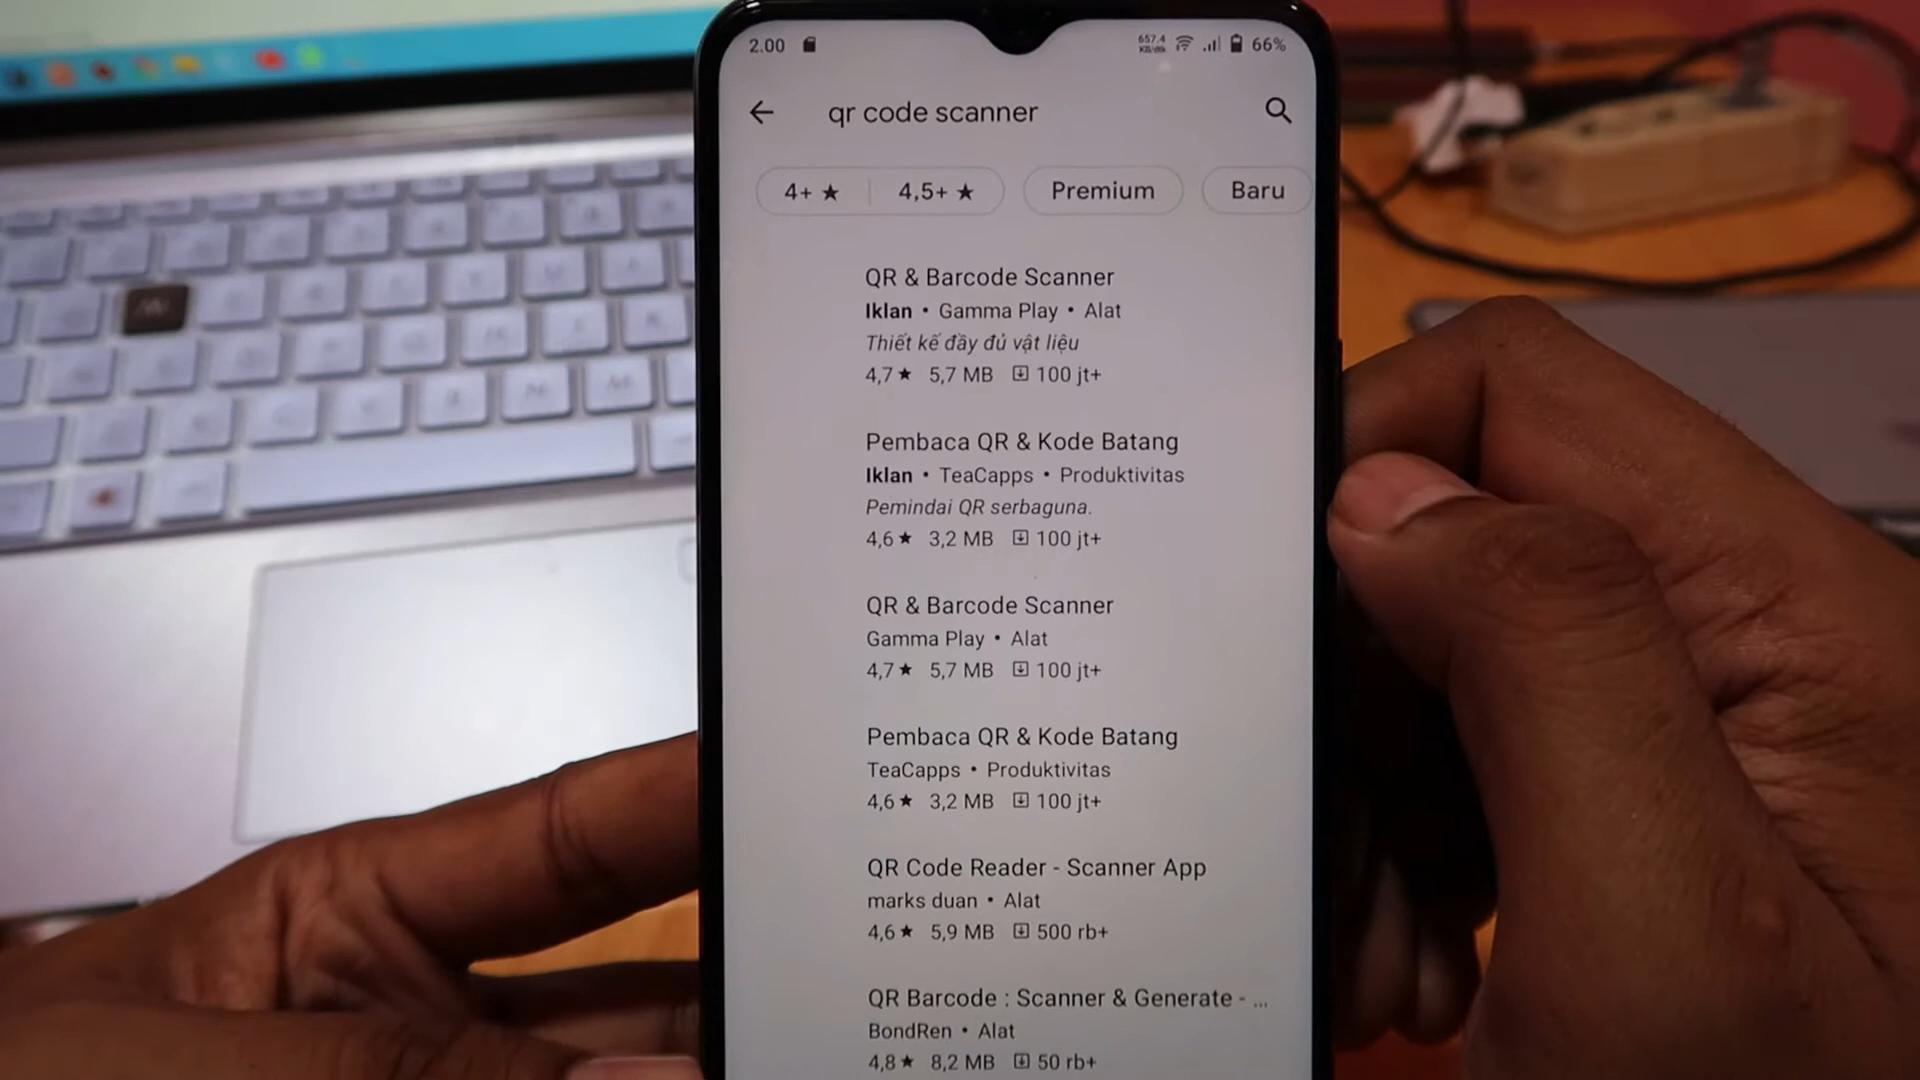 2.00
657.4
66%
qr code scanner
4+ ★
4,5+ ★
Premium
Baru
QR & Barcode Scanner
Iklan • Gamma Play • Alat
Thiết kế đầy đủ vật liệu
4,7 ★ 5,7 MB 100 jt+
Pembaca QR & Kode Batang
Iklan • TeaCapps • Produktivitas
Pemindai QR serbaguna.
4,6 ★ 3,2 MB 100 jt+
QR & Barcode Scanner
Gamma Play • Alat
4,7 ★ 5,7 MB 100 jt+
Pembaca QR & Kode Batang
TeaCapps • Produktivitas
4,6 ★ 3,2 MB 100 jt+
QR Code Reader - Scanner App
marks duan • Alat
4,6 ★ 5,9 MB 500 rb+
QR Barcode : Scanner & Generate - ...
BondRen • Alat
4,8 ★ 8,2 MB 50 rb+